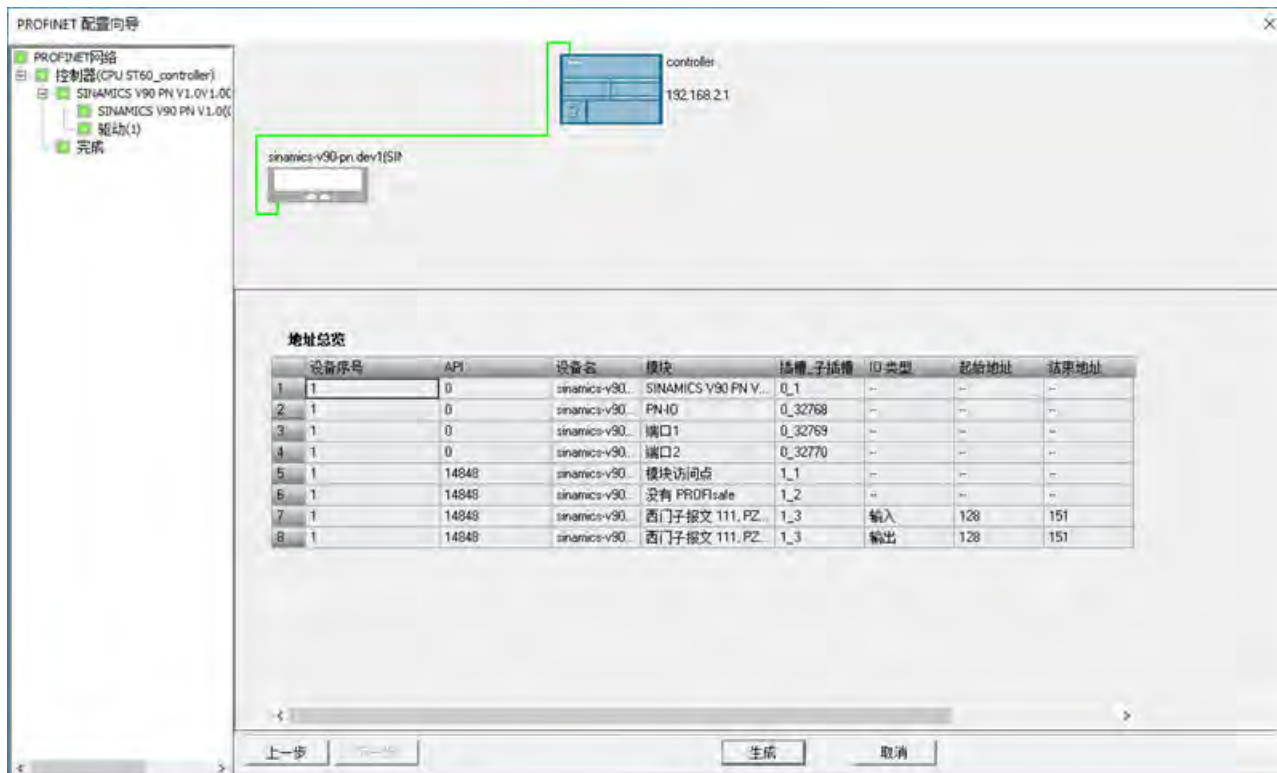 PROFINET 配置向导
PROFINET网络
控制器(CPU ST60_controller)
SINAMICS V90 PN V1.0V1.00
SINAMICS V90 PN V1.0(
驱动(1)
完成
controller
192.168.2.1
sinamics-v90-pn.dev1(SIN
地址总览
设备序号 API 设备名 模块 插槽_子插槽 IO 类型 起始地址 结束地址
1 1 0 sinamics-v90... SINAMICS V90 PN V... 0_1 -- -- --
2 1 0 sinamics-v90... PN-IO 0_32768 -- -- --
3 1 0 sinamics-v90... 端口1 0_32769 -- -- --
4 1 0 sinamics-v90... 端口2 0_32770 -- -- --
5 1 14848 sinamics-v90... 模块访问点 1_1 -- -- --
6 1 14848 sinamics-v90... 没有 PROFIsafe 1_2 -- -- --
7 1 14848 sinamics-v90... 西门子报文 111, PZ... 1_3 输入 128 151
8 1 14848 sinamics-v90... 西门子报文 111, PZ... 1_3 输出 128 151
上一步 下一步 生成 取消